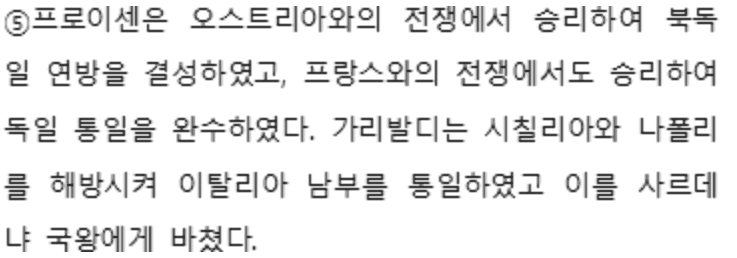 ⑤프로이센은 오스트리아와의 전쟁에서 승리하여 북독
일 연방을 결성하였고, 프랑스와의 전쟁에서도 승리하여
독일 통일을 완수하였다. 가리발디는 시칠리아와 나폴리
를 해방시켜 이탈리아 남부를 통일하였고 이를 사르데
냐 국왕에게 바쳤다.